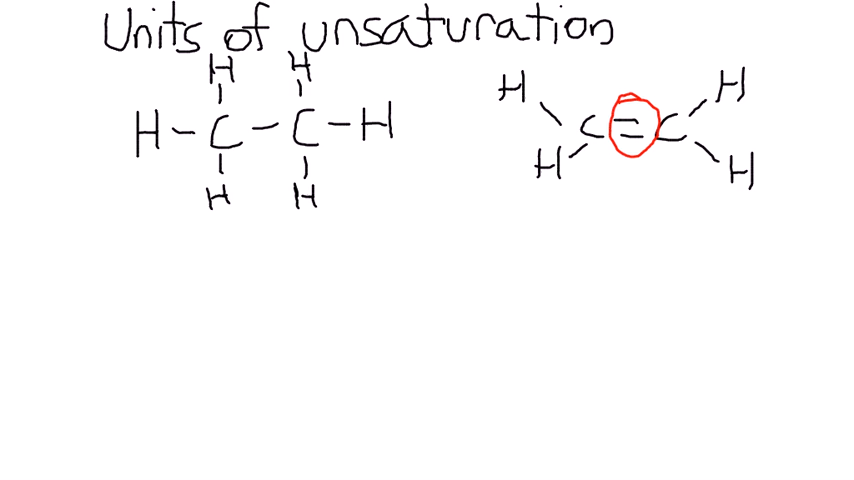 Units of unsaturation
H H H H
H - C - C - H C = C
H H H H